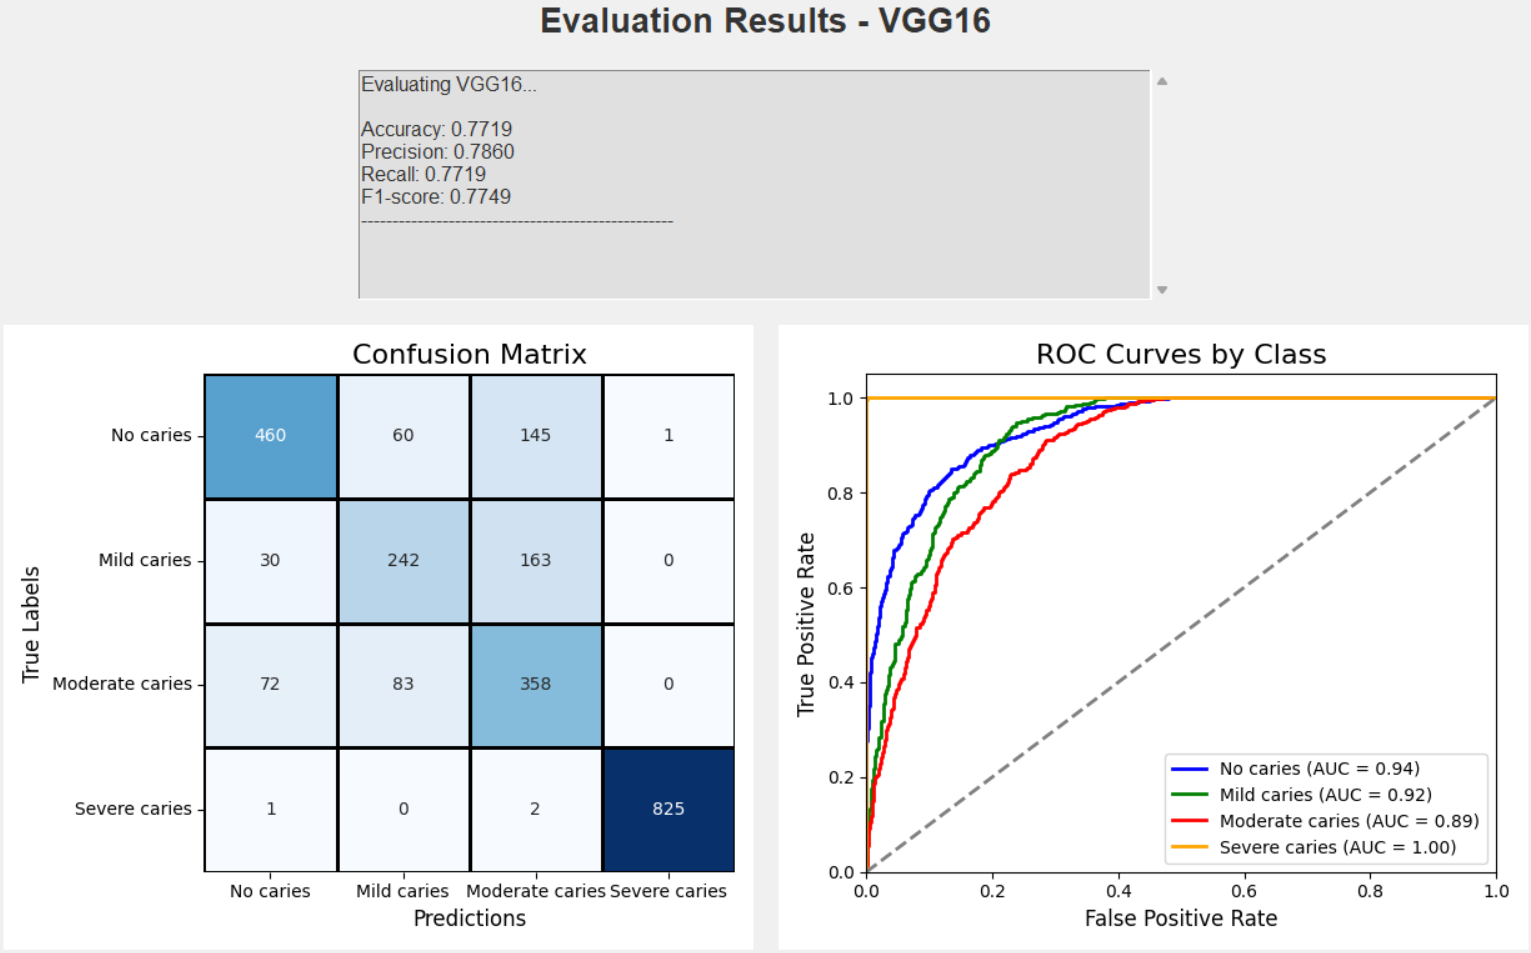 Evaluation Results - VGG16
Evaluating VGG16...
Accuracy: 0.7719
Precision: 0.7860
Recall: 0.7719
F1-score: 0.7749
--------------------------------------------------
Confusion Matrix
No caries 460 60 145 1
Mild caries 30 242 163 0
Moderate caries 72 83 358 0
Severe caries 1 0 2 825
No caries Mild caries Moderate caries Severe caries
True Labels
Predictions
ROC Curves by Class
1.0
0.8
0.6
0.4
0.2
0.0
True Positive Rate
No caries (AUC = 0.94)
Mild caries (AUC = 0.92)
Moderate caries (AUC = 0.89)
Severe caries (AUC = 1.00)
0.0 0.2 0.4 0.6 0.8 1.0
False Positive Rate